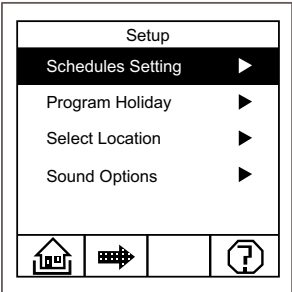 Setup
Schedules Setting
Program Holiday
Select Location
Sound Options
?